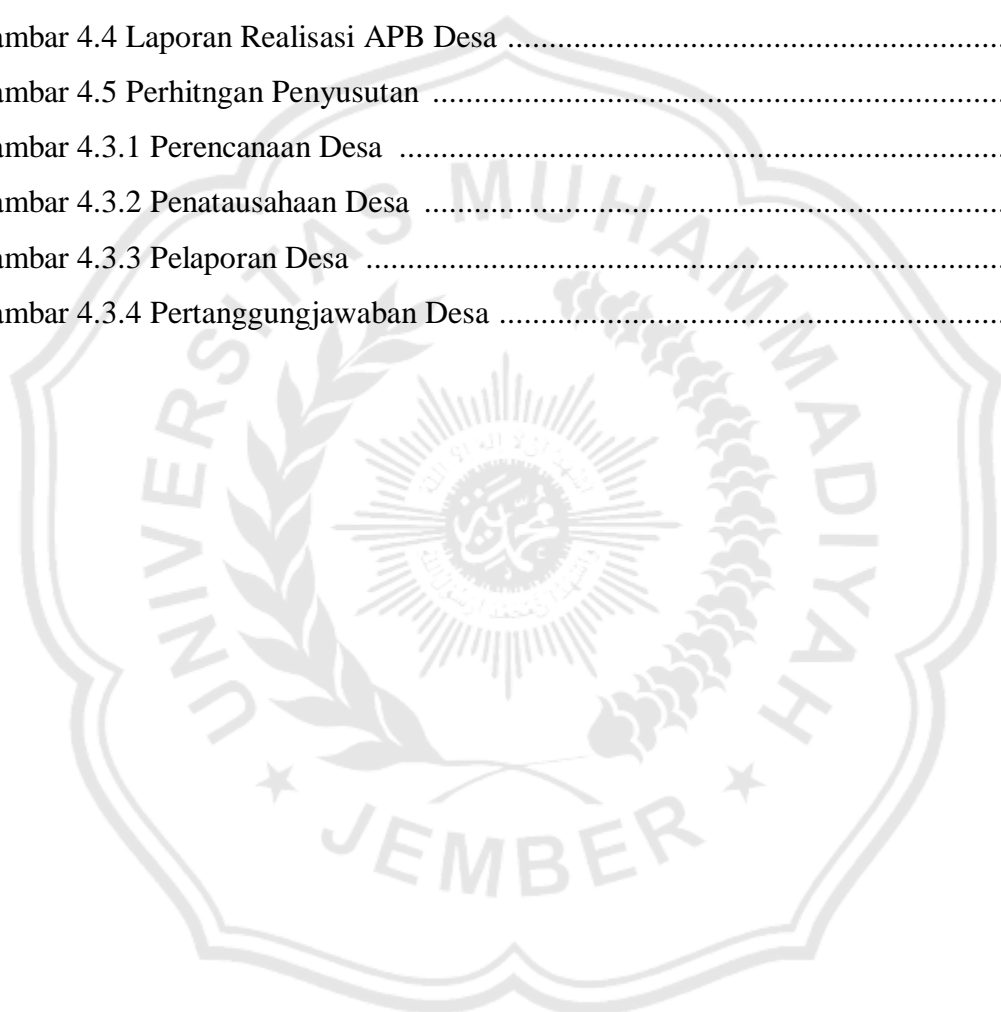 ambar 4.4 Laporan Realisasi APB Desa ............................................................
ambar 4.5 Perhitngan Penyusutan ......................................................................
ambar 4.3.1 Perencanaan Desa ..........................................................................
ambar 4.3.2 Penatausahaan Desa .......................................................................
ambar 4.3.3 Pelaporan Desa ..............................................................................
ambar 4.3.4 Pertanggungjawaban Desa .............................................................
UNIVERSITAS MUHAMMADIYAH
JEMBER